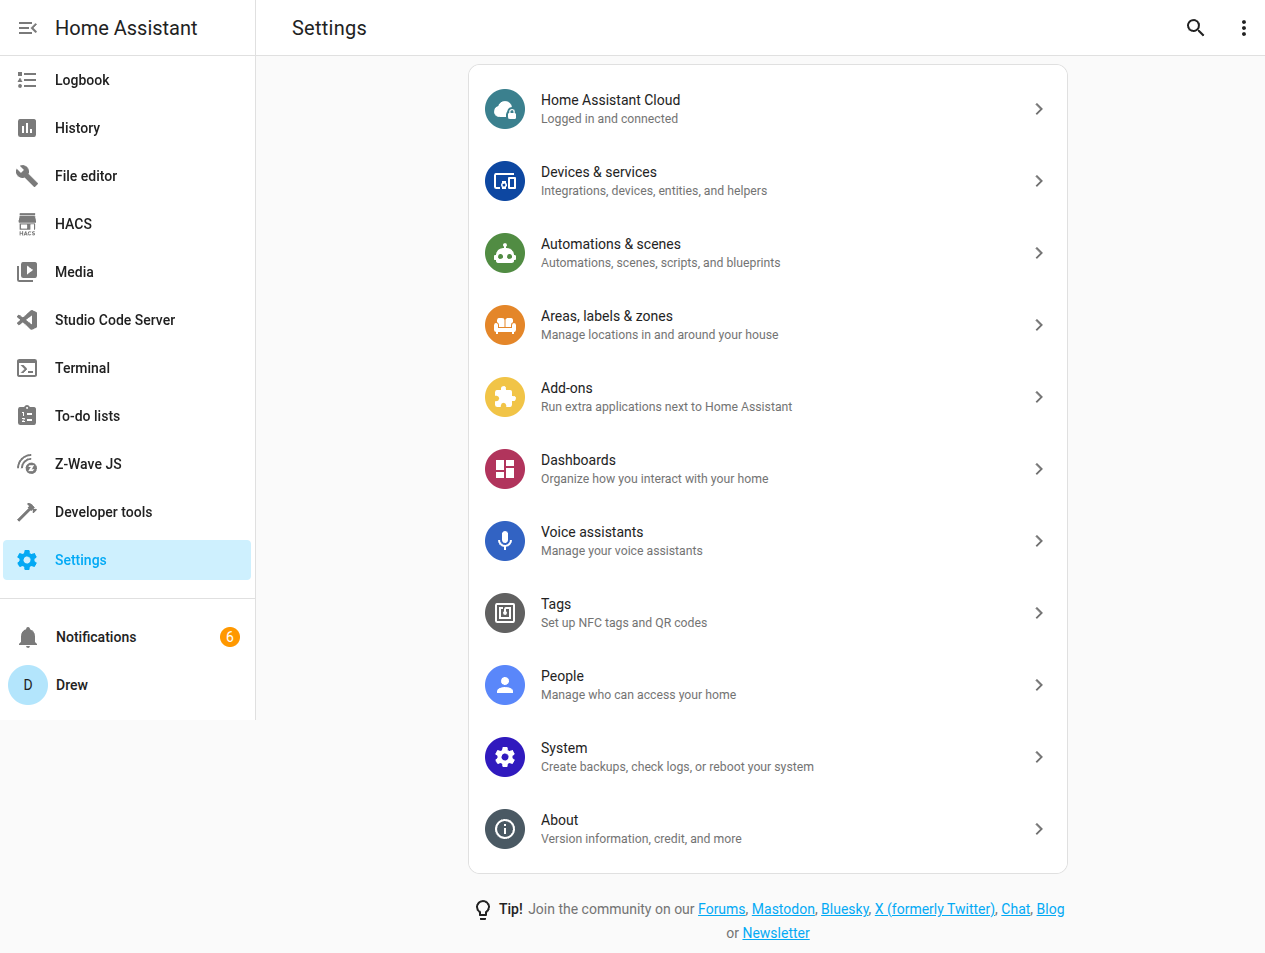 Home Assistant
Settings
Logbook
History
File editor
HACS
HACS
Media
Studio Code Server
Terminal
To-do lists
Z-Wave JS
Developer tools
Settings
Notifications
6
D
Drew
Home Assistant Cloud
Logged in and connected
Devices & services
Integrations, devices, entities, and helpers
Automations & scenes
Automations, scenes, scripts, and blueprints
Areas, labels & zones
Manage locations in and around your house
Add-ons
Run extra applications next to Home Assistant
Dashboards
Organize how you interact with your home
Voice assistants
Manage your voice assistants
Tags
Set up NFC tags and QR codes
People
Manage who can access your home
System
Create backups, check logs, or reboot your system
About
Version information, credit, and more
Tip! Join the community on our Forums, Mastodon, Bluesky, X (formerly Twitter), Chat, Blog
or Newsletter